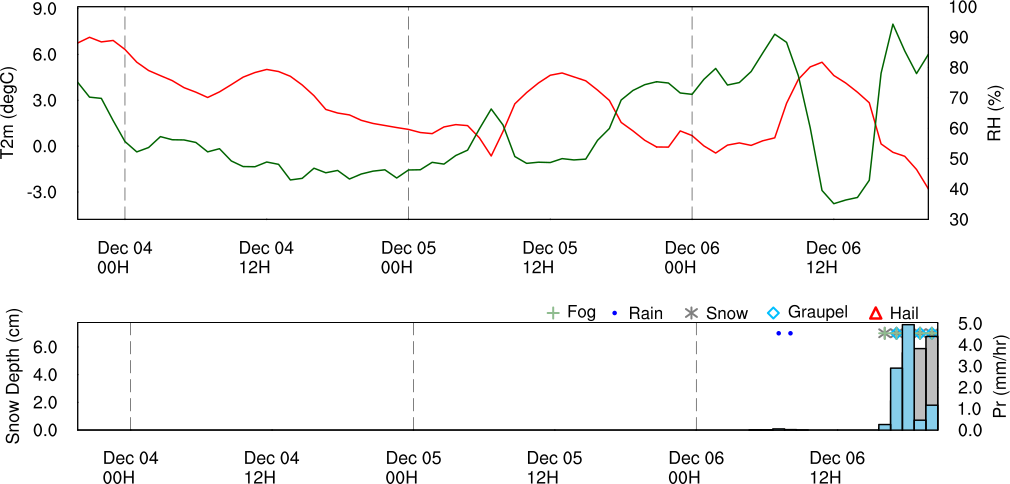 9.0
6.0
3.0
0.0
-3.0
T2m (degC)
100
90
80
70
60
50
40
30
RH (%)
Dec 04 Dec 04 Dec 05 Dec 05 Dec 06 Dec 06
00H 12H 00H 12H 00H 12H
Fog Rain Snow Graupel Hail
6.0
4.0
2.0
0.0
Snow Depth (cm)
5.0
4.0
3.0
2.0
1.0
0.0
Pr (mm/hr)
Dec 04 Dec 04 Dec 05 Dec 05 Dec 06 Dec 06
00H 12H 00H 12H 00H 12H